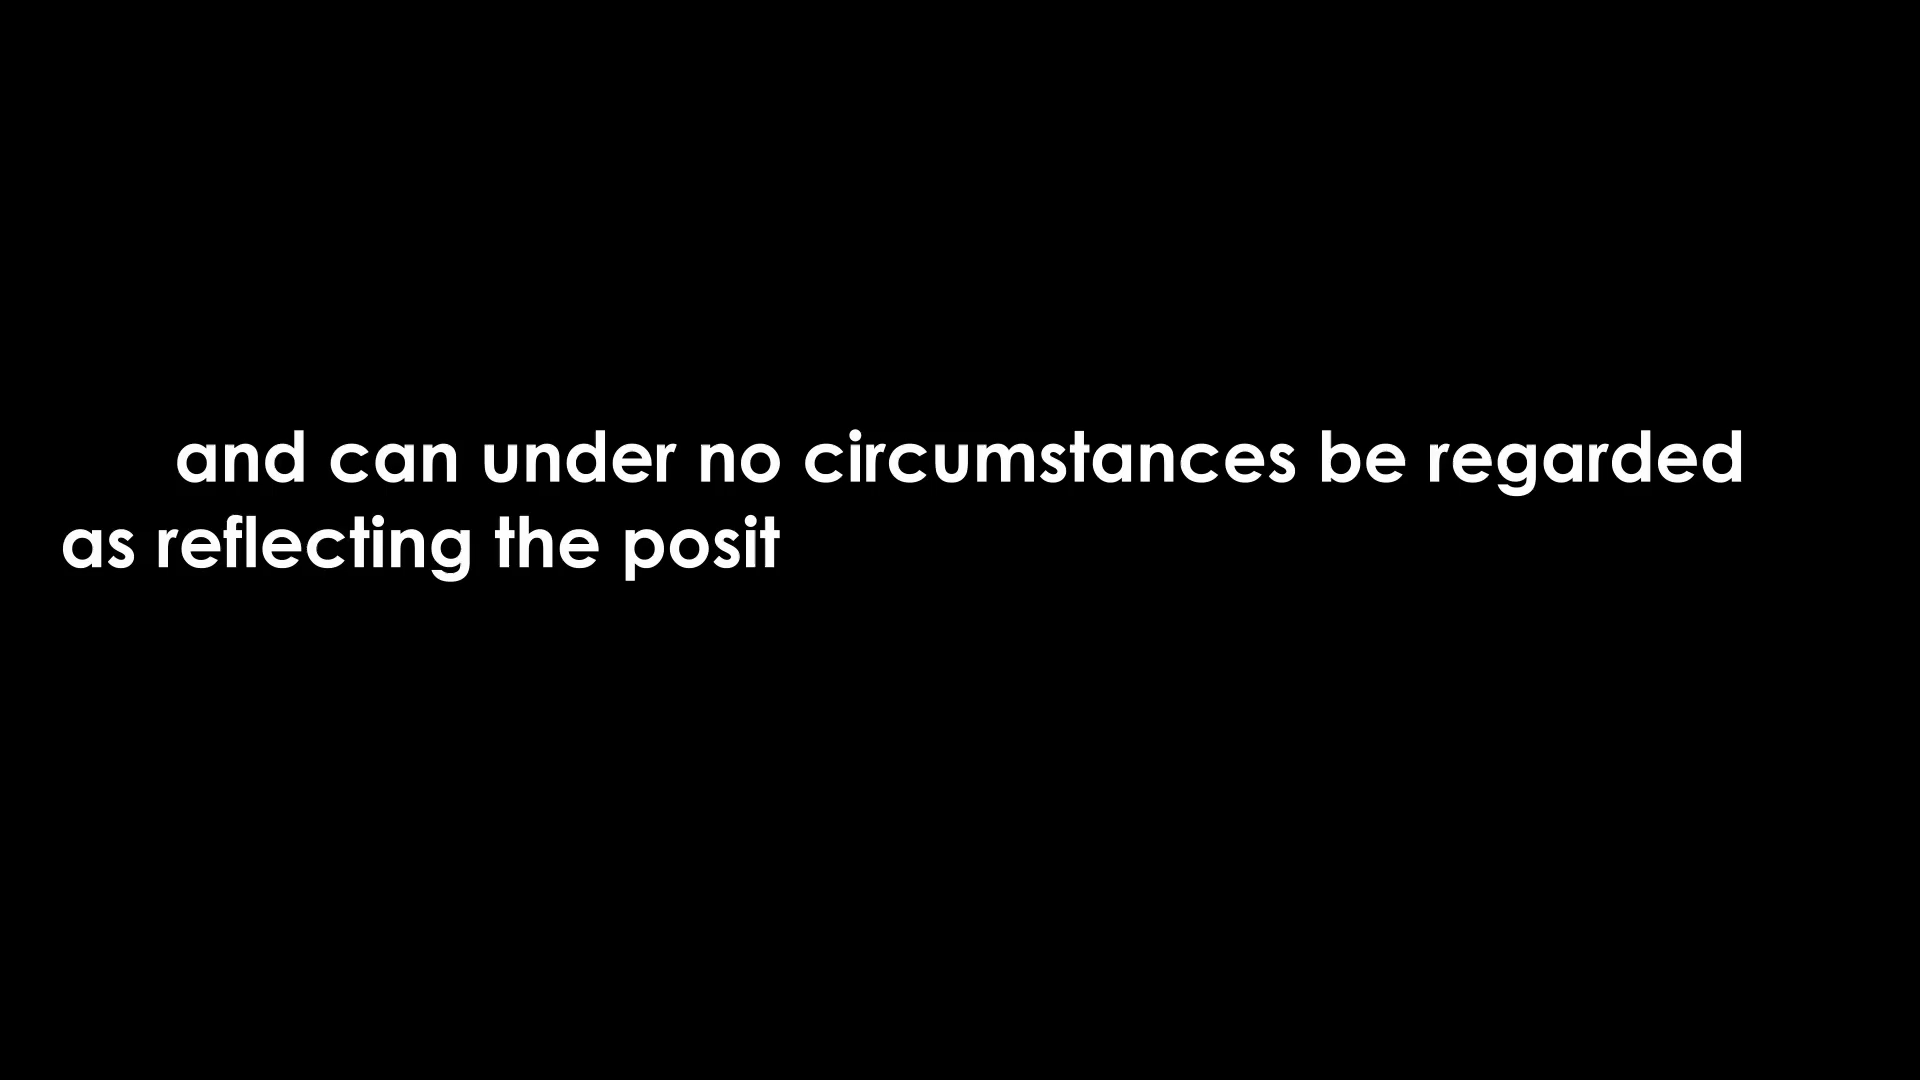 and can under no circumstances be regarded
as reflecting the posit